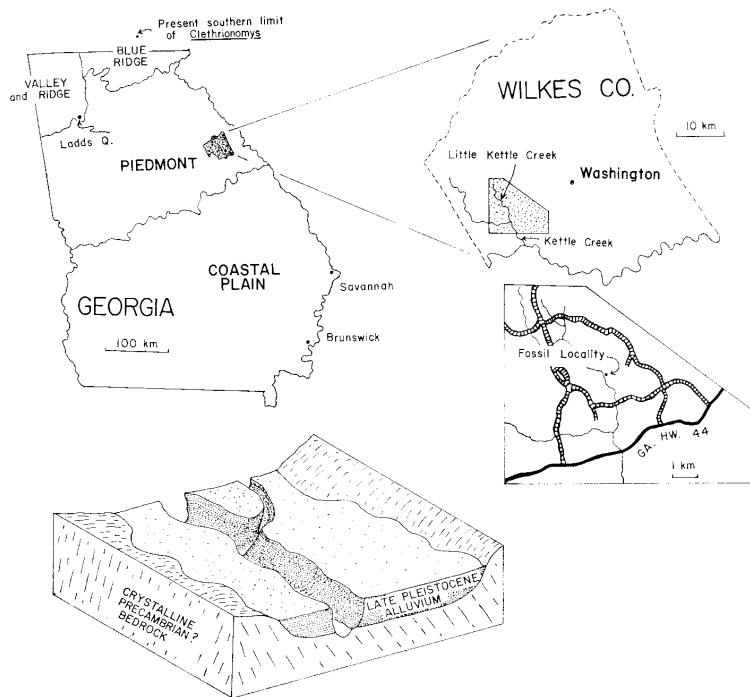 Present southern limit
of Clethrionomys
BLUE
RIDGE
VALLEY
and RIDGE
Ladds Q.
PIEDMONT
COASTAL
PLAIN
GEORGIA
Savannah
100 km
Brunswick
WILKES CO.
10 km
Little Kettle Creek
Washington
Kettle Creek
Fossil Locality
GA. HW. 44
1 km
CRYSTALLINE
PRECAMBRIAN?
BEDROCK
LATE PLEISTOCENE
ALLUVIUM